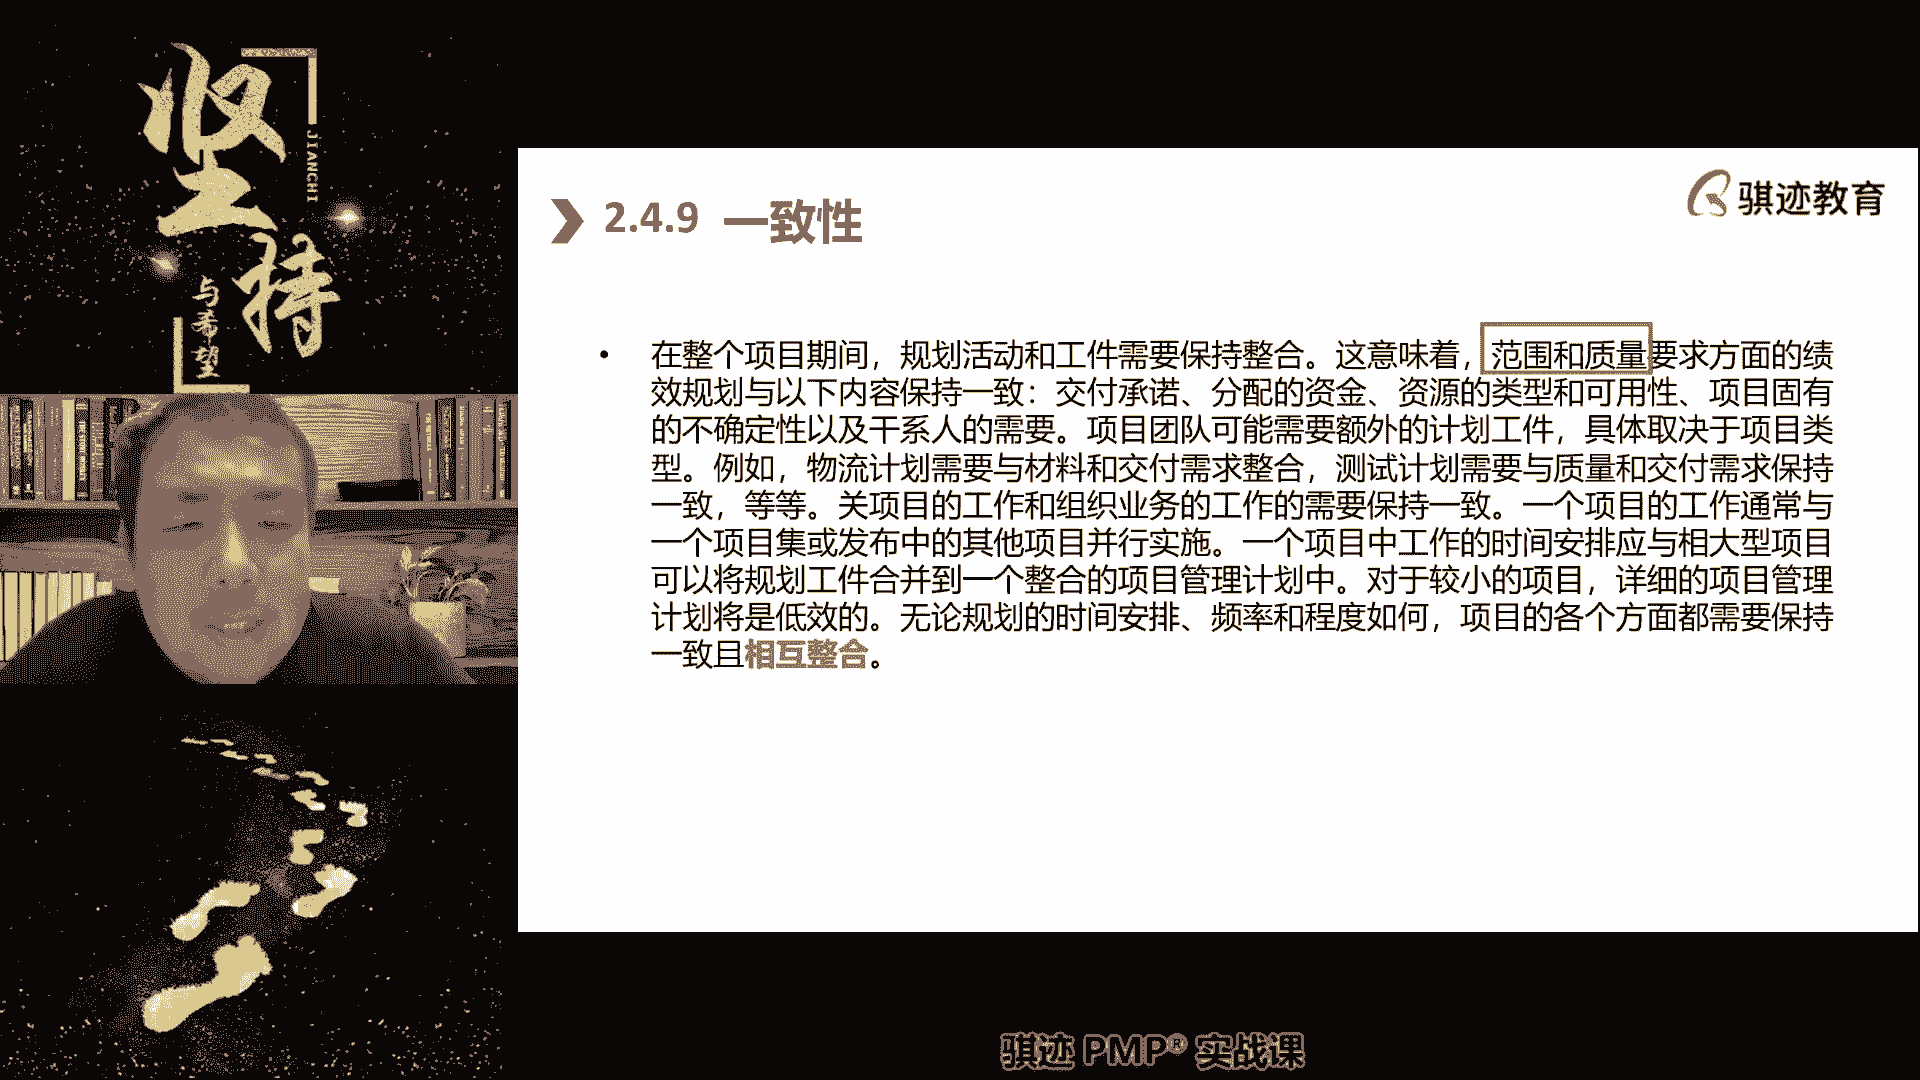 坚持
JIANCHI
与希望
骐迹教育
2.4.9 一致性
• 在整个项目期间，规划活动和工件需要保持整合。这意味着，范围和质量要求方面的绩
效规划与以下内容保持一致：交付承诺、分配的资金、资源的类型和可用性、项目固有
的不确定性以及干系人的需要。项目团队可能需要额外的计划工件，具体取决于项目类
型。例如，物流计划需要与材料和交付需求整合，测试计划需要与质量和交付需求保持
一致，等等。关项目的工作和组织业务的工作的需要保持一致。一个项目的工作通常与
一个项目集或发布中的其他项目并行实施。一个项目中工作的时间安排应与相大型项目
可以将规划工件合并到一个整合的项目管理计划中。对于较小的项目，详细的项目管理
计划将是低效的。无论规划的时间安排、频率和程度如何，项目的各个方面都需要保持
一致且相互整合。
骐迹 PMP® 实战课